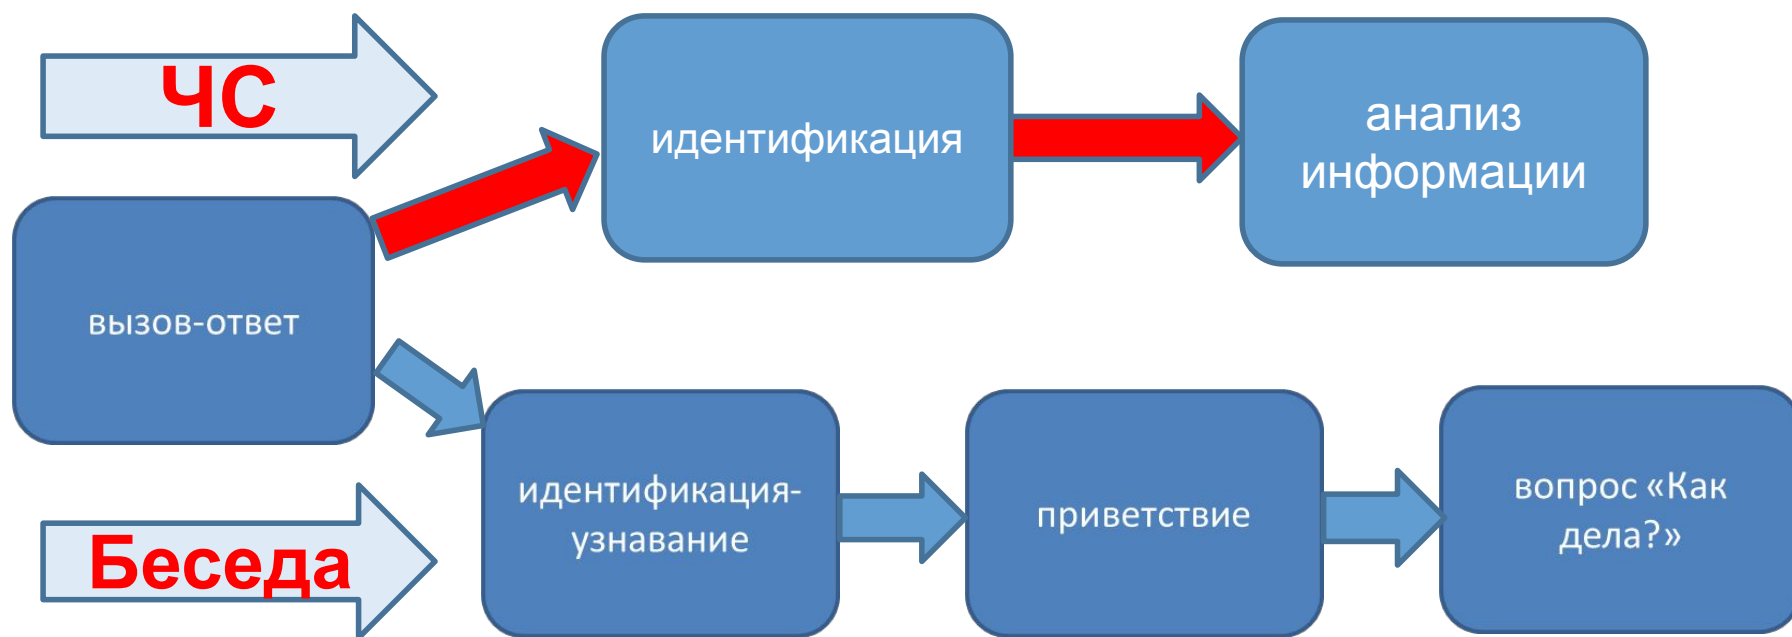 ЧС
идентификация
анализ
информации
вызов-ответ
Беседа
идентификация-
узнавание
приветствие
вопрос «Как
дела?»